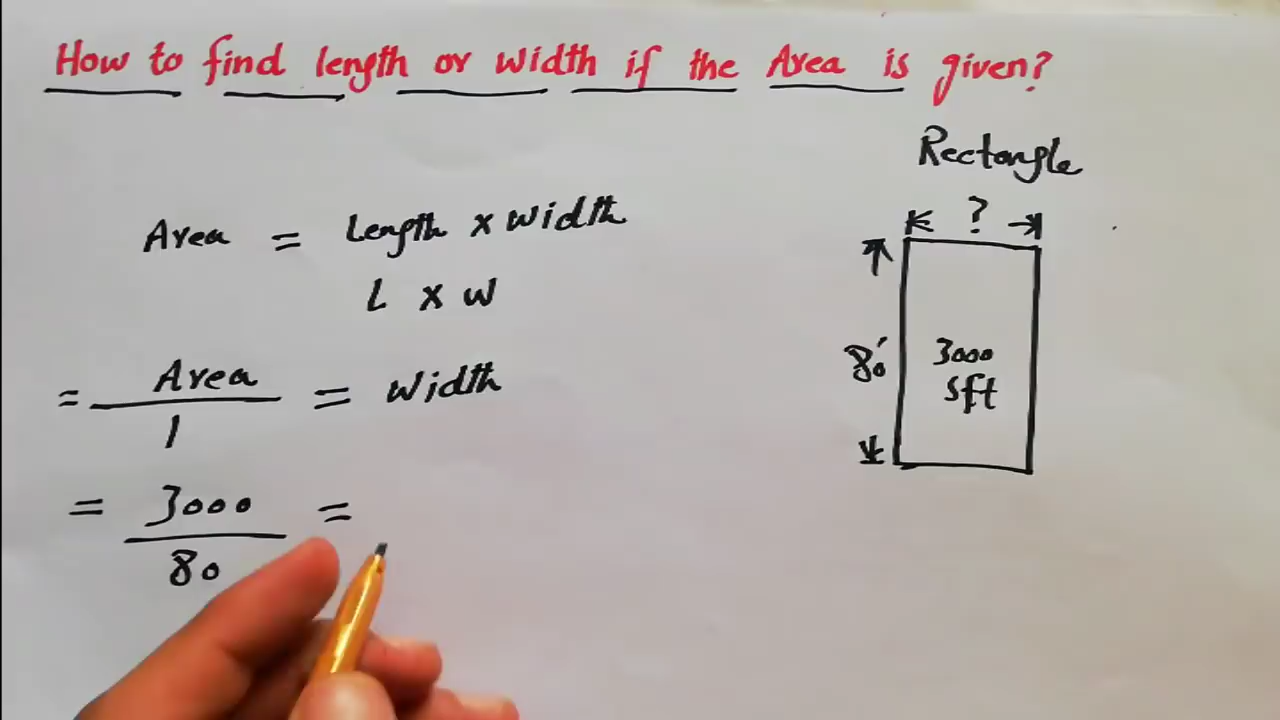 How to find length or width if the Area is given?
Rectangle
Area = Length x width
L x w
= Area / 1 = width
= 3000 / 80 =
?
80'
3000
sft